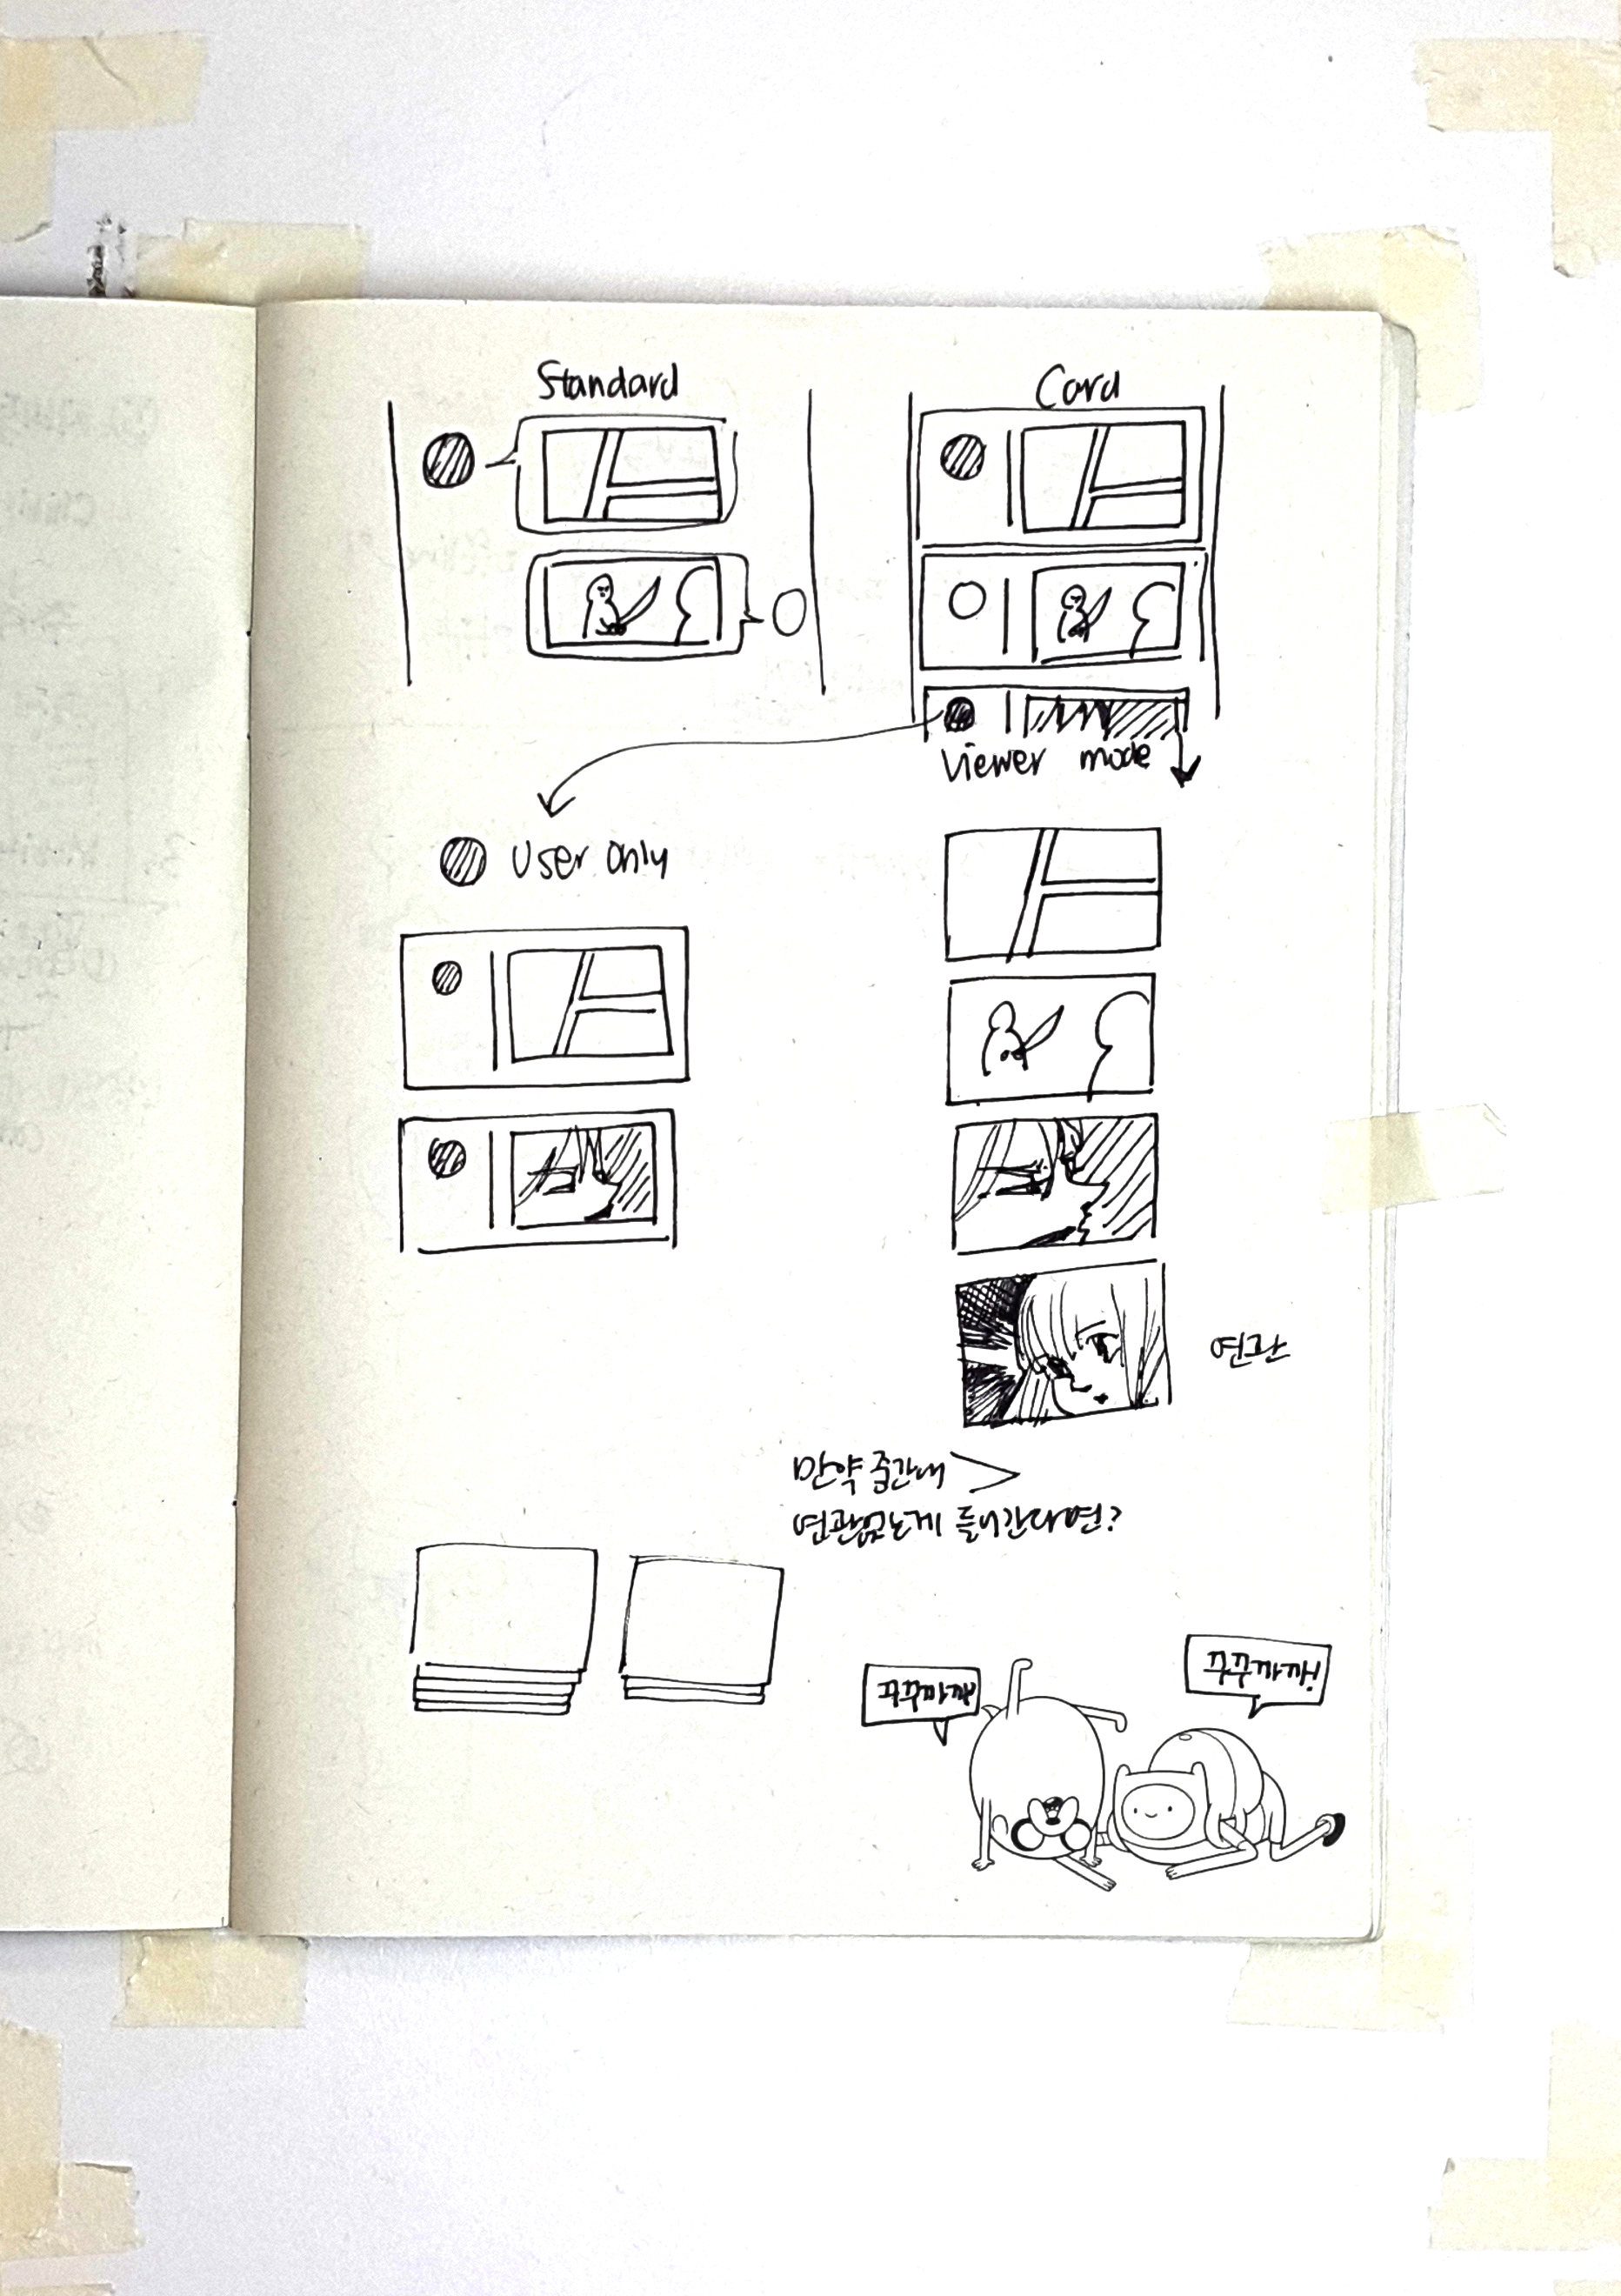 Standard
Card
Viewer mode
User only
연관
만약 중간에
연관없는게 들어간다면?
꾸꾸까까!
꾸꾸까까!